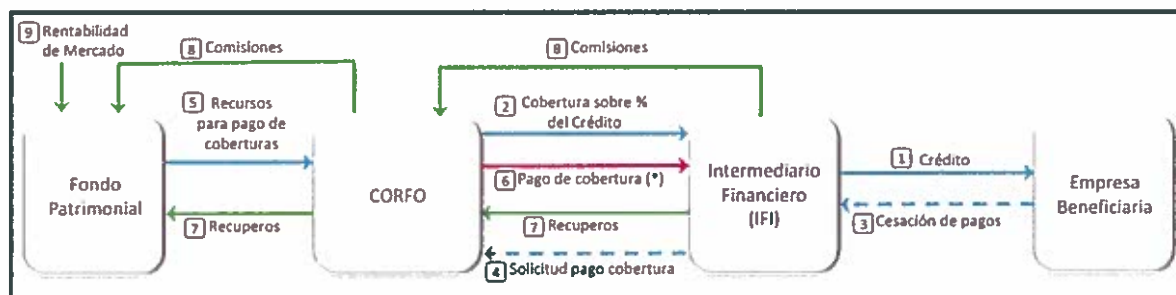 9 Rentabilidad
de Mercado
8 Comisiones
8 Comisiones
5 Recursos
para pago de
coberturas
2 Cobertura sobre %
del Crédito
1 Crédito
6 Pago de cobertura (*)
Fondo
Patrimonial
CORFO
Intermediario
Financiero
(IFI)
Empresa
Beneficiaria
7 Recuperos
7 Recuperos
3 Cesación de pagos
4 Solicitud pago cobertura